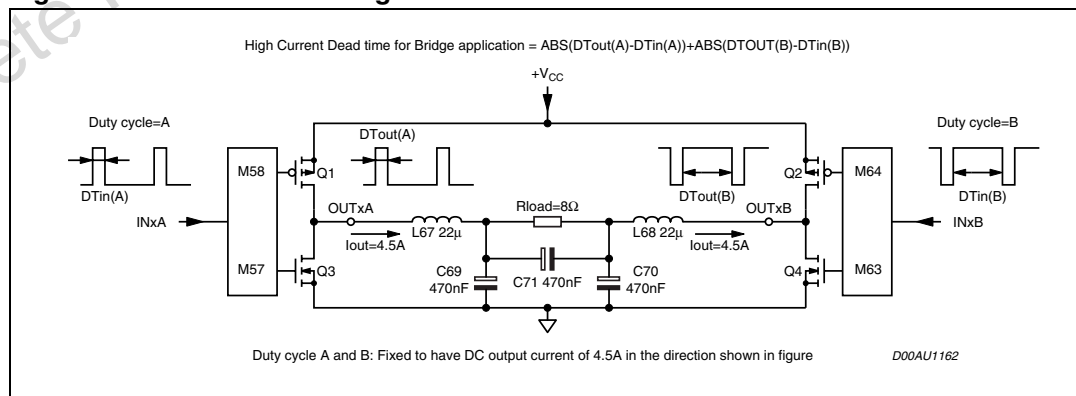 High Current Dead time for Bridge application = ABS(DTout(A)-DTin(A))+ABS(DTOUT(B)-DTin(B))
+VCC
Duty cycle=A
DTout(A)
Duty cycle=B
M58
Q1
Q2
M64
DTin(A)
DTout(B)
DTin(B)
INxA
OUTxA
Rload=8Ω
OUTxB
INxB
L67 22μ
L68 22μ
Iout=4.5A
Iout=4.5A
M57
Q3
C69
470nF
C71 470nF
C70
470nF
Q4
M63
Duty cycle A and B: Fixed to have DC output current of 4.5A in the direction shown in figure
D00AU1162